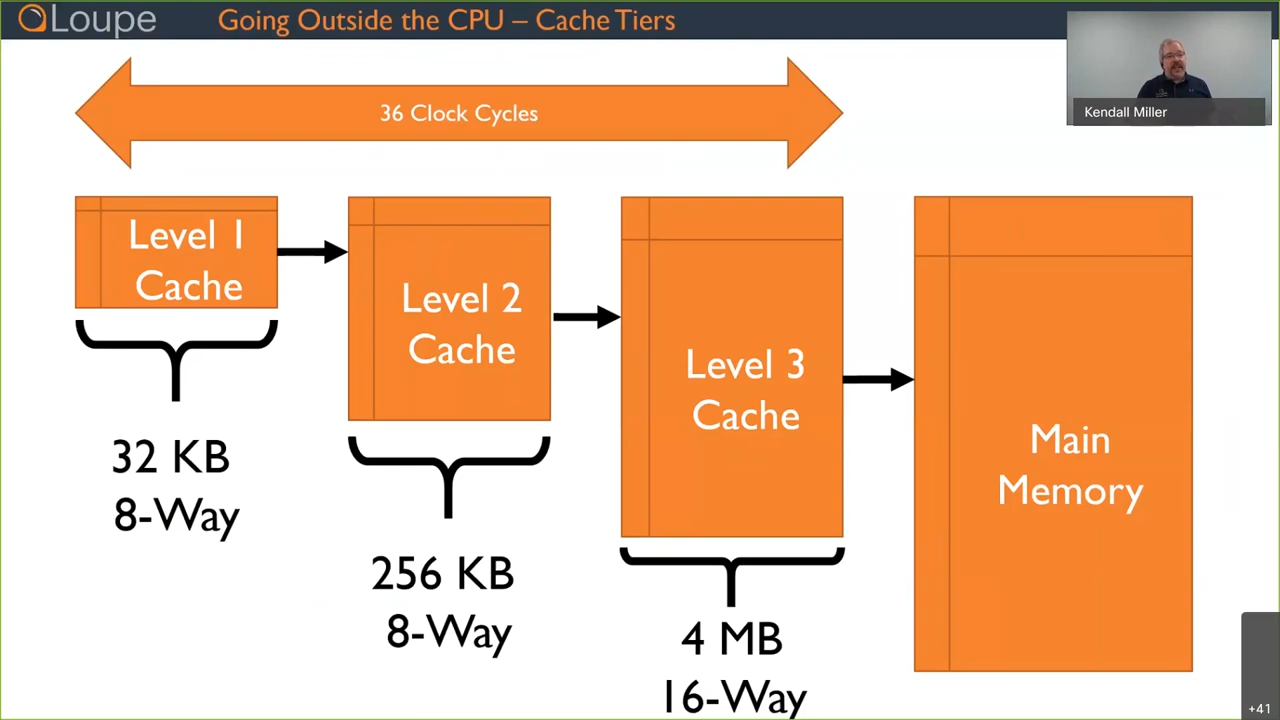 Loupe
Going Outside the CPU – Cache Tiers
Kendall Miller
36 Clock Cycles
Level 1
Cache
Level 2
Cache
Level 3
Cache
Main
Memory
32 KB
8-Way
256 KB
8-Way
4 MB
16-Way
+41